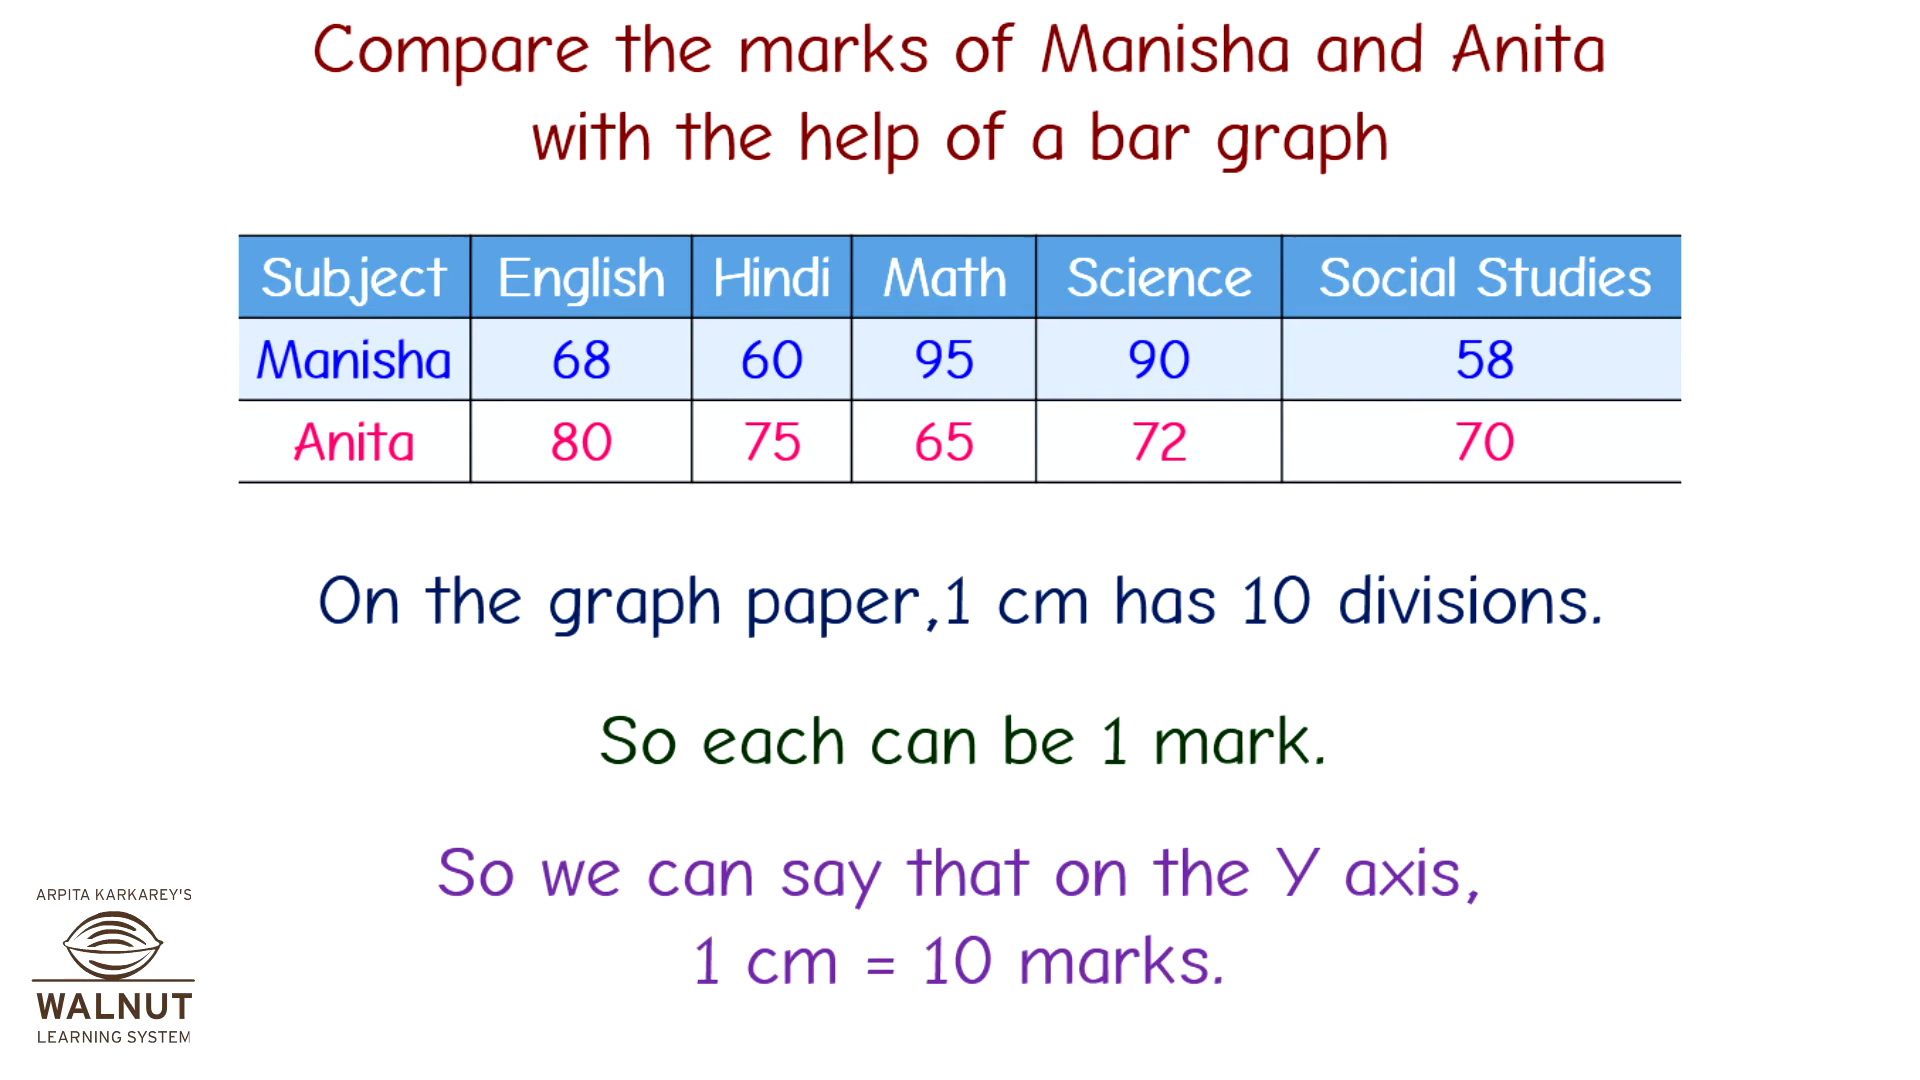 Compare the marks of Manisha and Anita
with the help of a bar graph
Subject English Hindi Math Science Social Studies
Manisha 68 60 95 90 58
Anita 80 75 65 72 70
On the graph paper,1 cm has 10 divisions.
So each can be 1 mark.
So we can say that on the Y axis,
1 cm = 10 marks.
ARPITA KARKAREY'S
WALNUT
LEARNING SYSTEM